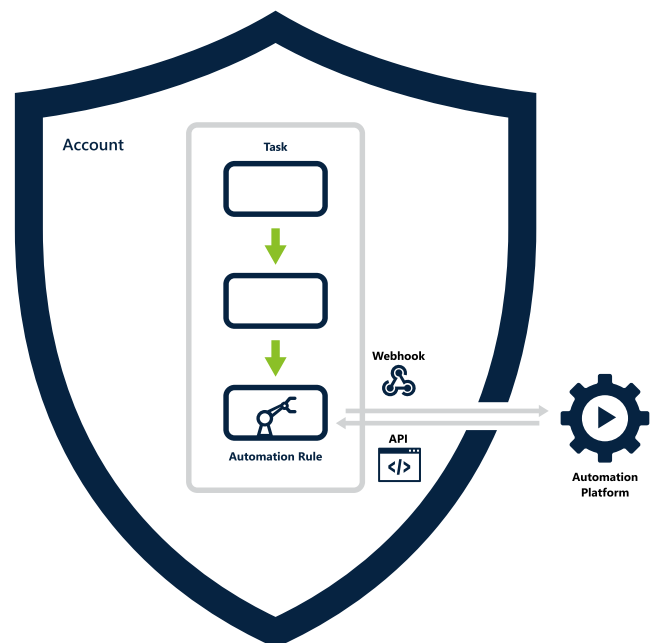 Account
Task
Webhook
API
</>
Automation Rule
Automation
Platform